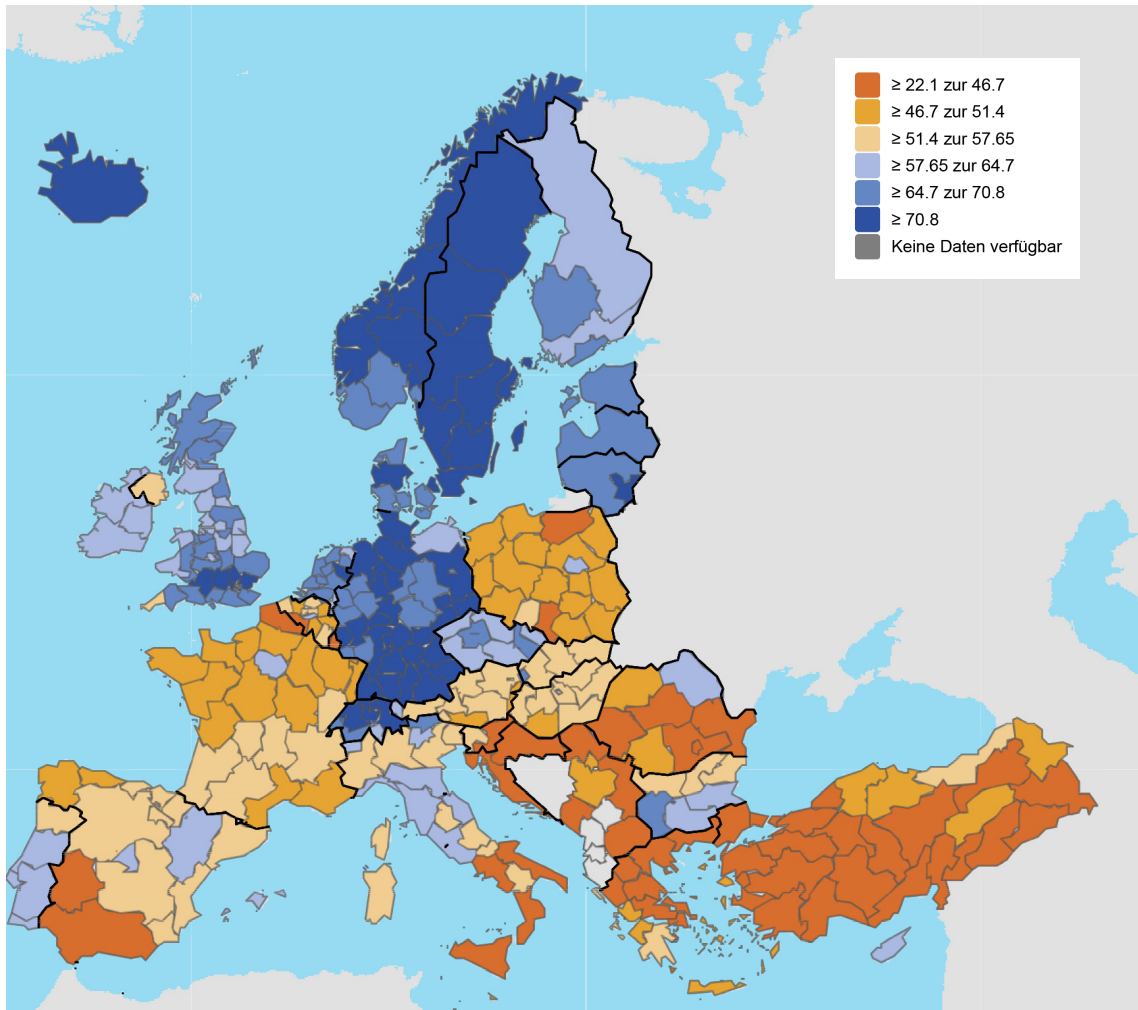 ≥ 22.1 zur 46.7
≥ 46.7 zur 51.4
≥ 51.4 zur 57.65
≥ 57.65 zur 64.7
≥ 64.7 zur 70.8
≥ 70.8
Keine Daten verfügbar